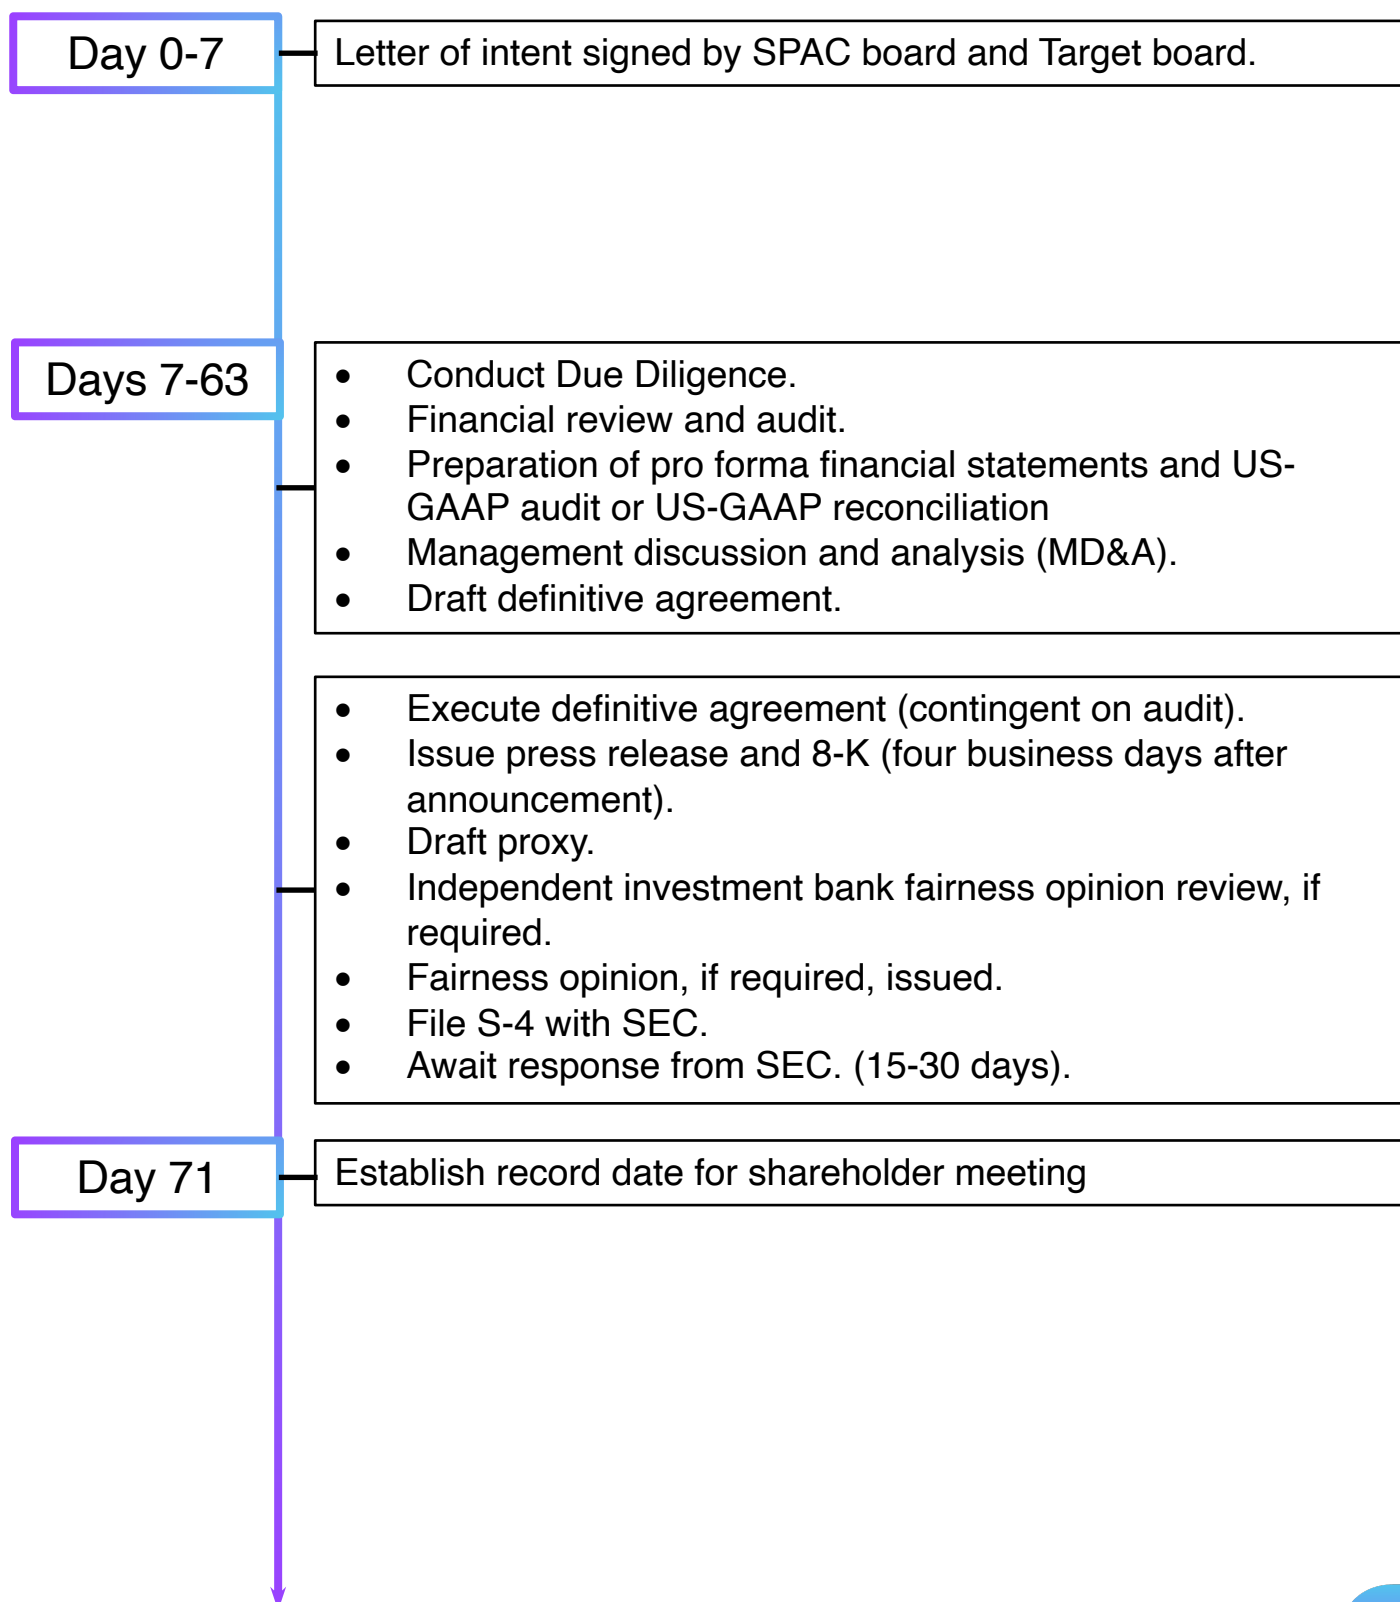 Day 0-7
Letter of intent signed by SPAC board and Target board.
Days 7-63
• Conduct Due Diligence.
• Financial review and audit.
• Preparation of pro forma financial statements and US-
GAAP audit or US-GAAP reconciliation
• Management discussion and analysis (MD&A).
• Draft definitive agreement.
• Execute definitive agreement (contingent on audit).
• Issue press release and 8-K (four business days after
announcement).
• Draft proxy.
• Independent investment bank fairness opinion review, if
required.
• Fairness opinion, if required, issued.
• File S-4 with SEC.
• Await response from SEC. (15-30 days).
Day 71
Establish record date for shareholder meeting